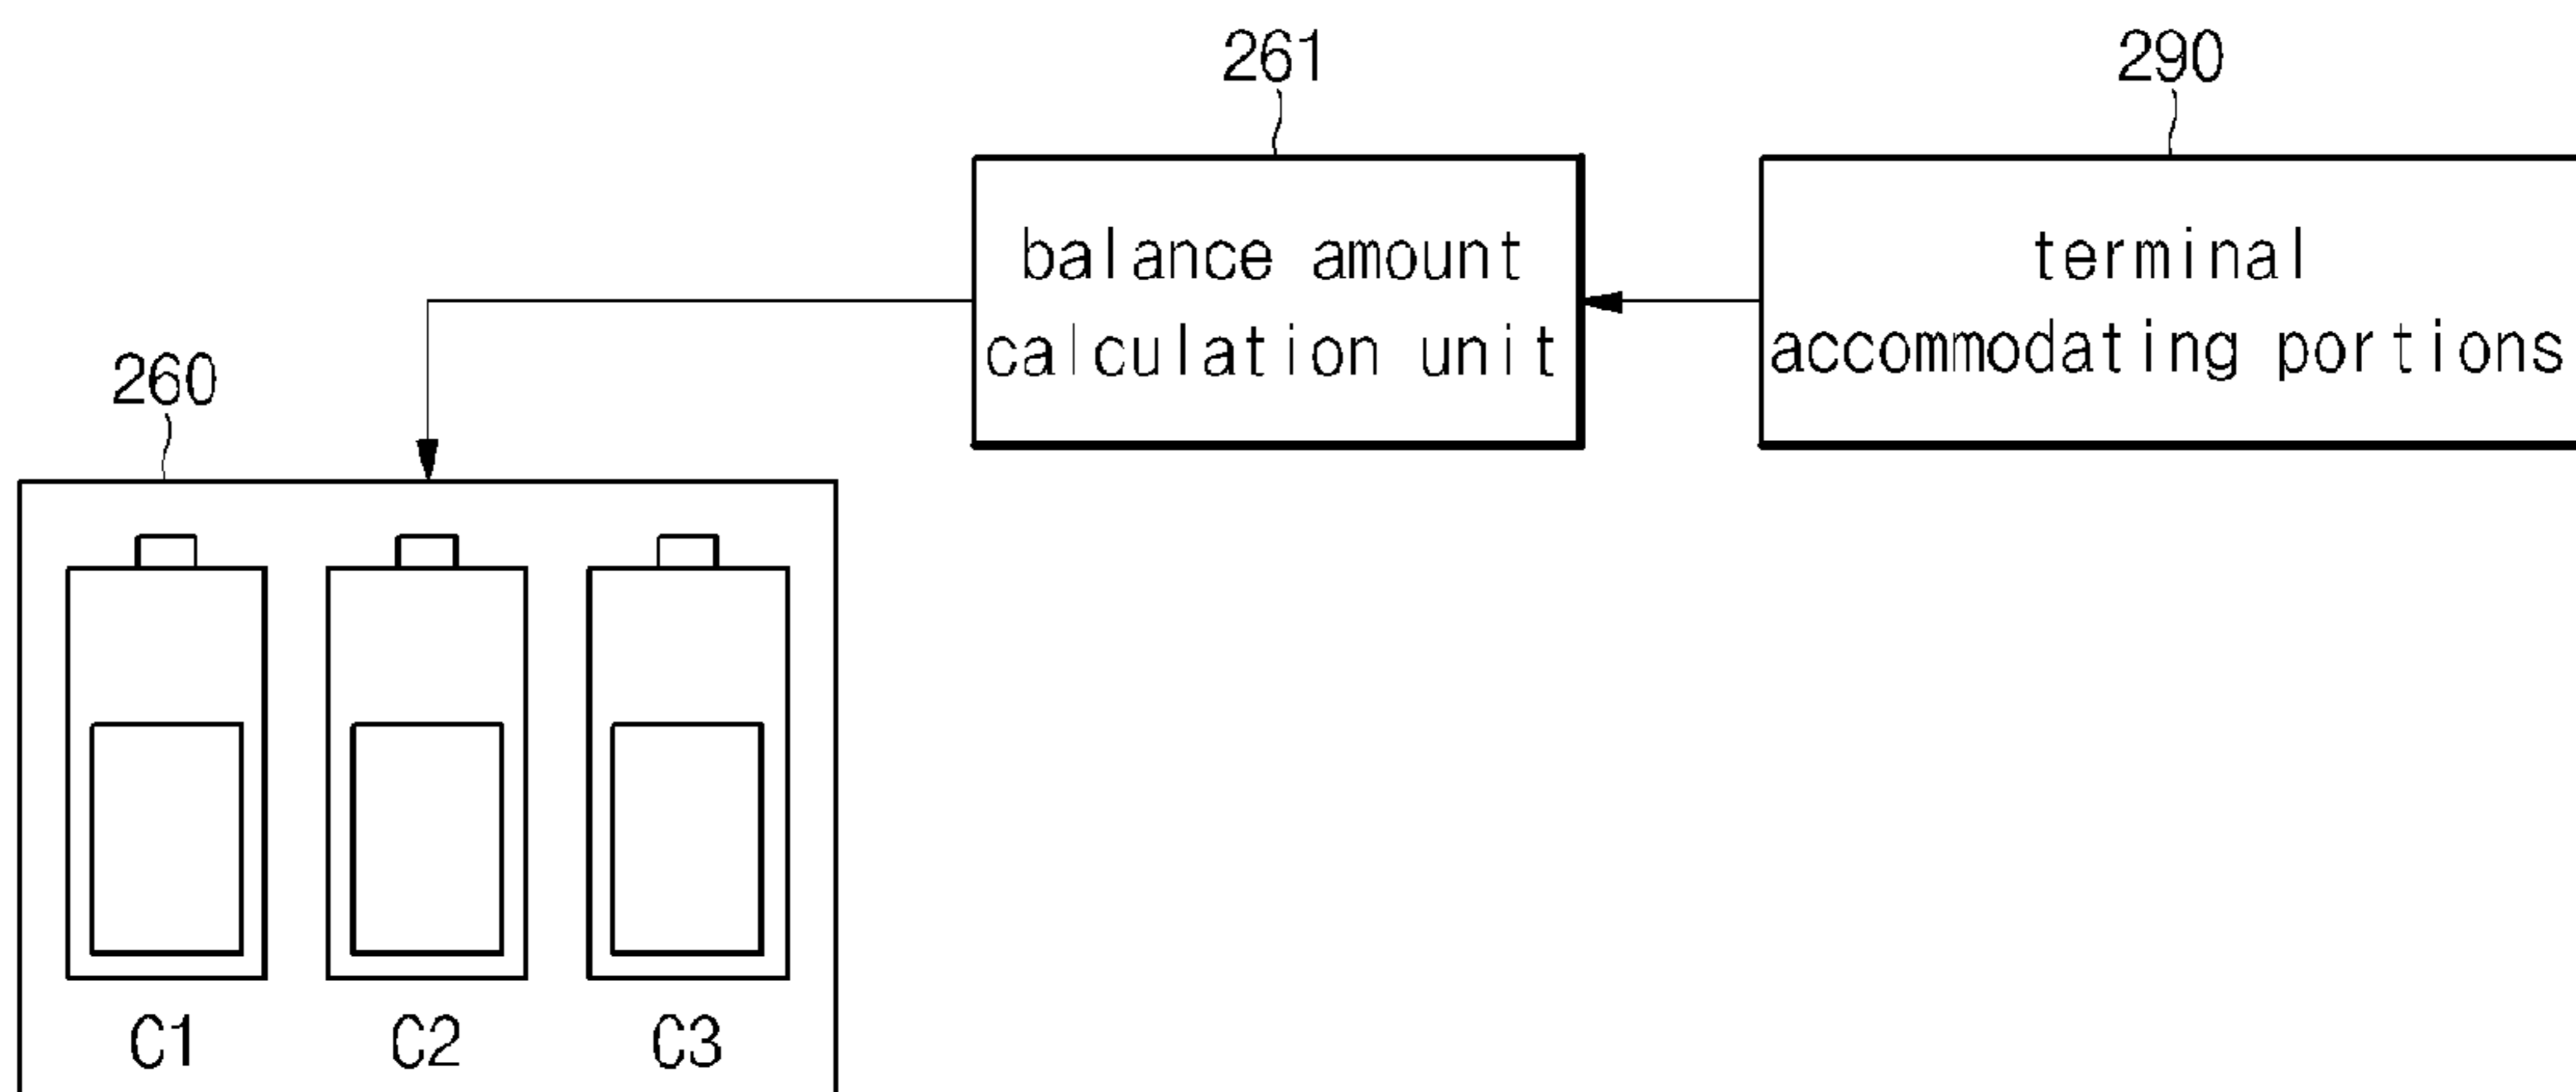 261
290
balance amount
calculation unit
terminal
accommodating portions
260
C1
C2
C3